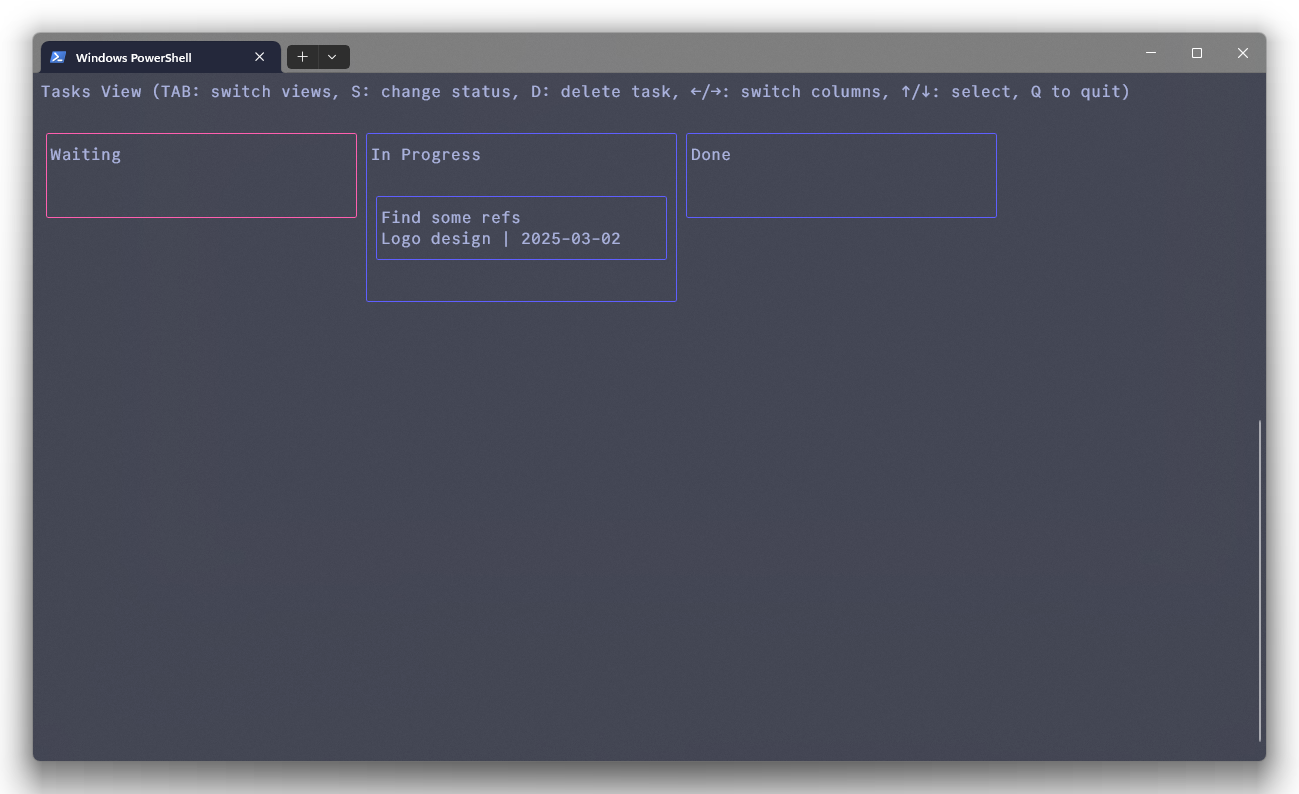 Windows PowerShell
Tasks View (TAB: switch views, S: change status, D: delete task, ←/→: switch columns, ↑/↓: select, Q to quit)
Waiting
In Progress
Find some refs
Logo design | 2025-03-02
Done